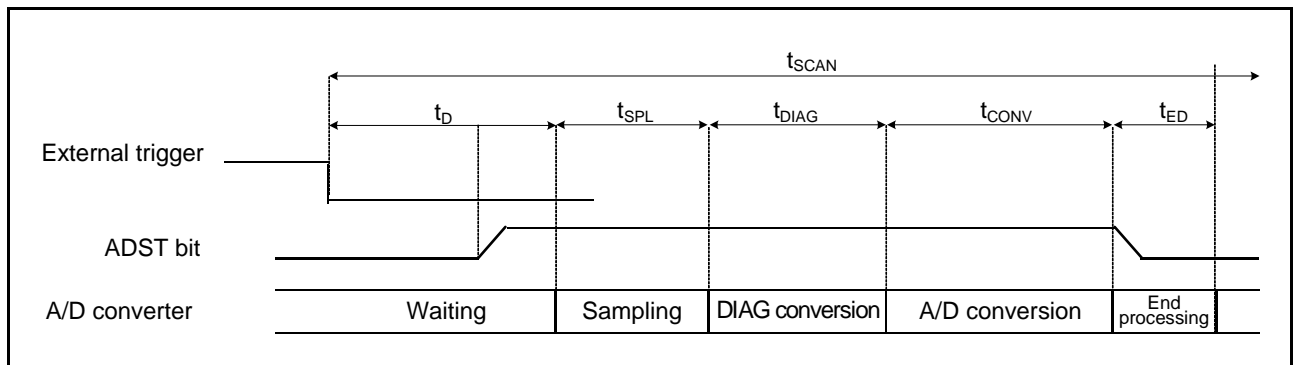 tSCAN
tD tSPL tDIAG tCONV tED
External trigger
ADST bit
A/D converter Waiting Sampling DIAG conversion A/D conversion End processing